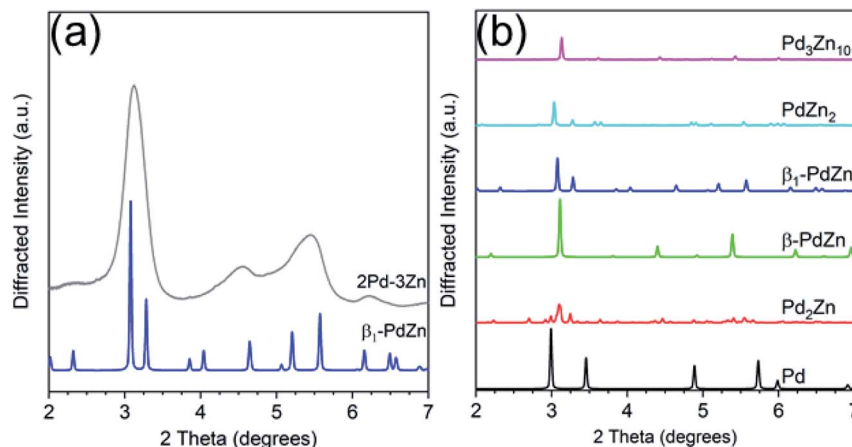 (a)
Diffracted Intensity (a.u.)
2Pd-3Zn
β₁-PdZn
2 3 4 5 6 7
2 Theta (degrees)
(b)
Diffracted Intensity (a.u.)
Pd₃Zn₁₀
PdZn₂
β₁-PdZn
β-PdZn
Pd₂Zn
Pd
2 3 4 5 6 7
2 Theta (degrees)